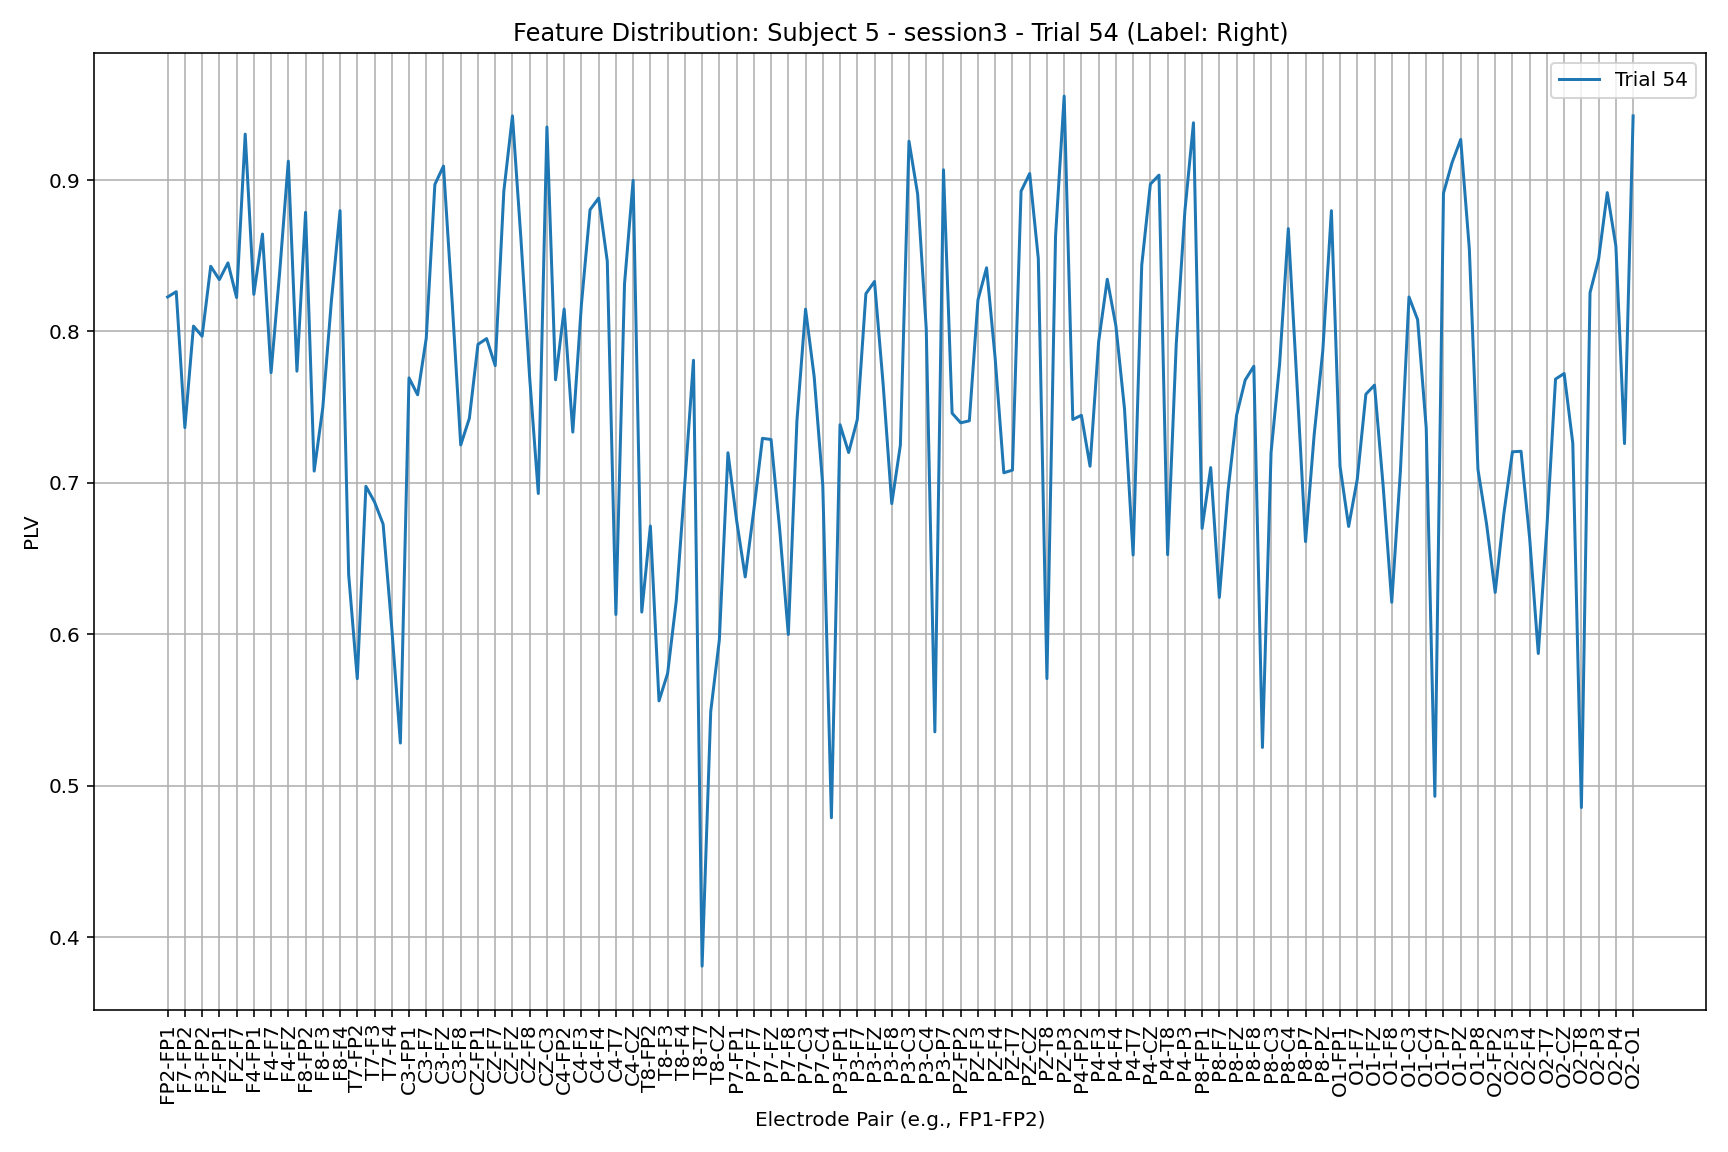 Feature Distribution: Subject 5 - session3 - Trial 54 (Label: Right)
Trial 54
PLV
0.9
0.8
0.7
0.6
0.5
0.4
FP2-FP1
F7-FP2
F3-FP2
FZ-FP1
FZ-F7
F4-FP1
F4-F7
F4-FZ
F8-FP2
F8-F3
F8-F4
T7-FP2
T7-F3
T7-F4
C3-FP1
C3-F7
C3-FZ
C3-F8
CZ-FP1
CZ-F7
CZ-FZ
CZ-F8
CZ-C3
C4-FP2
C4-F3
C4-F4
C4-T7
C4-CZ
T8-FP2
T8-F3
T8-F4
T8-T7
T8-CZ
P7-FP1
P7-F7
P7-FZ
P7-F8
P7-C3
P7-C4
P3-FP1
P3-F7
P3-FZ
P3-F8
P3-C3
P3-C4
P3-P7
PZ-FP2
PZ-F3
PZ-F4
PZ-T7
PZ-CZ
PZ-T8
PZ-P3
P4-FP2
P4-F3
P4-F4
P4-T7
P4-CZ
P4-T8
P4-P3
P8-FP1
P8-F7
P8-FZ
P8-F8
P8-C3
P8-C4
P8-P7
P8-PZ
O1-FP1
O1-F7
O1-FZ
O1-F8
O1-C3
O1-C4
O1-P7
O1-PZ
O1-P8
O2-FP2
O2-F3
O2-F4
O2-T7
O2-CZ
O2-T8
O2-P3
O2-P4
O2-O1
Electrode Pair (e.g., FP1-FP2)